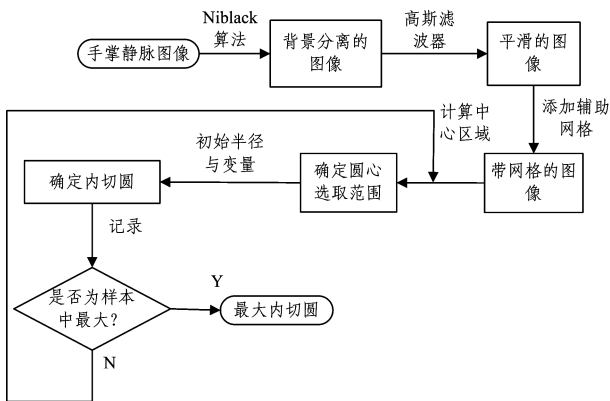 手掌静脉图像
Niblack
算法
背景分离的
图像
高斯滤
波器
平滑的图
像
添加辅助
网格
带网格的图
像
计算中
心区域
确定圆心
选取范围
初始半径
与变量
确定内切圆
记录
是否为样本
中最大?
Y
最大内切圆
N